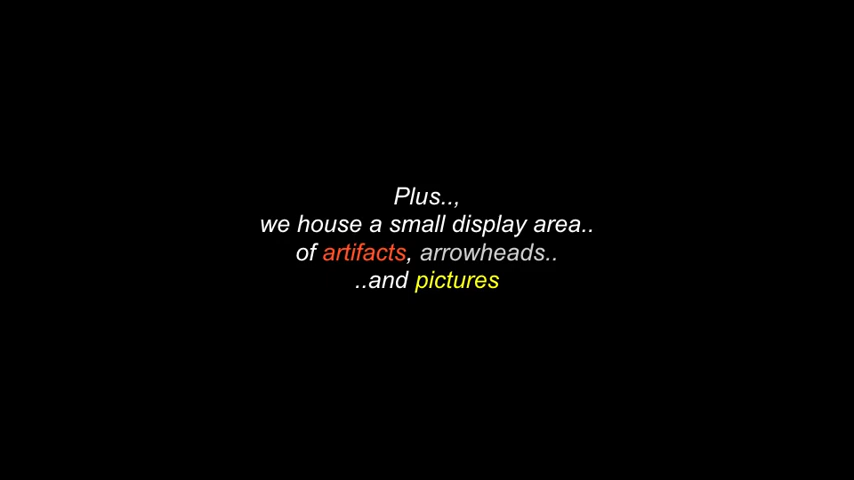 Plus..,
we house a small display area..
of artifacts, arrowheads..
..and pictures